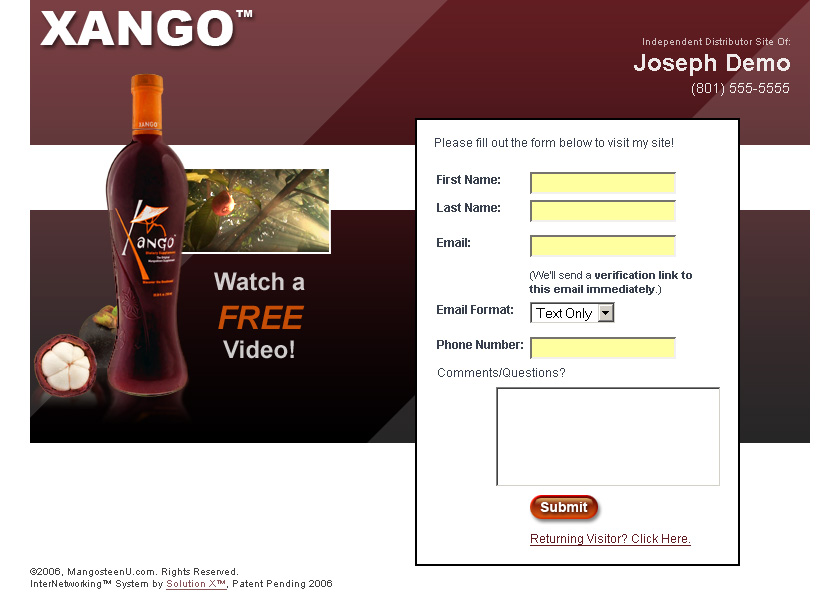 XANGO™
Independent Distributor Site Of:
Joseph Demo
(801) 555-5555
XANGO
Xango™
Watch a
FREE
Video!
Please fill out the form below to visit my site!
First Name:
Last Name:
Email:
(We'll send a verification link to
this email immediately.)
Email Format:
Text Only
Phone Number:
Comments/Questions?
Submit
Returning Visitor? Click Here.
©2006, MangosteenU.com. Rights Reserved.
InterNetworking™ System by Solution X™, Patent Pending 2006